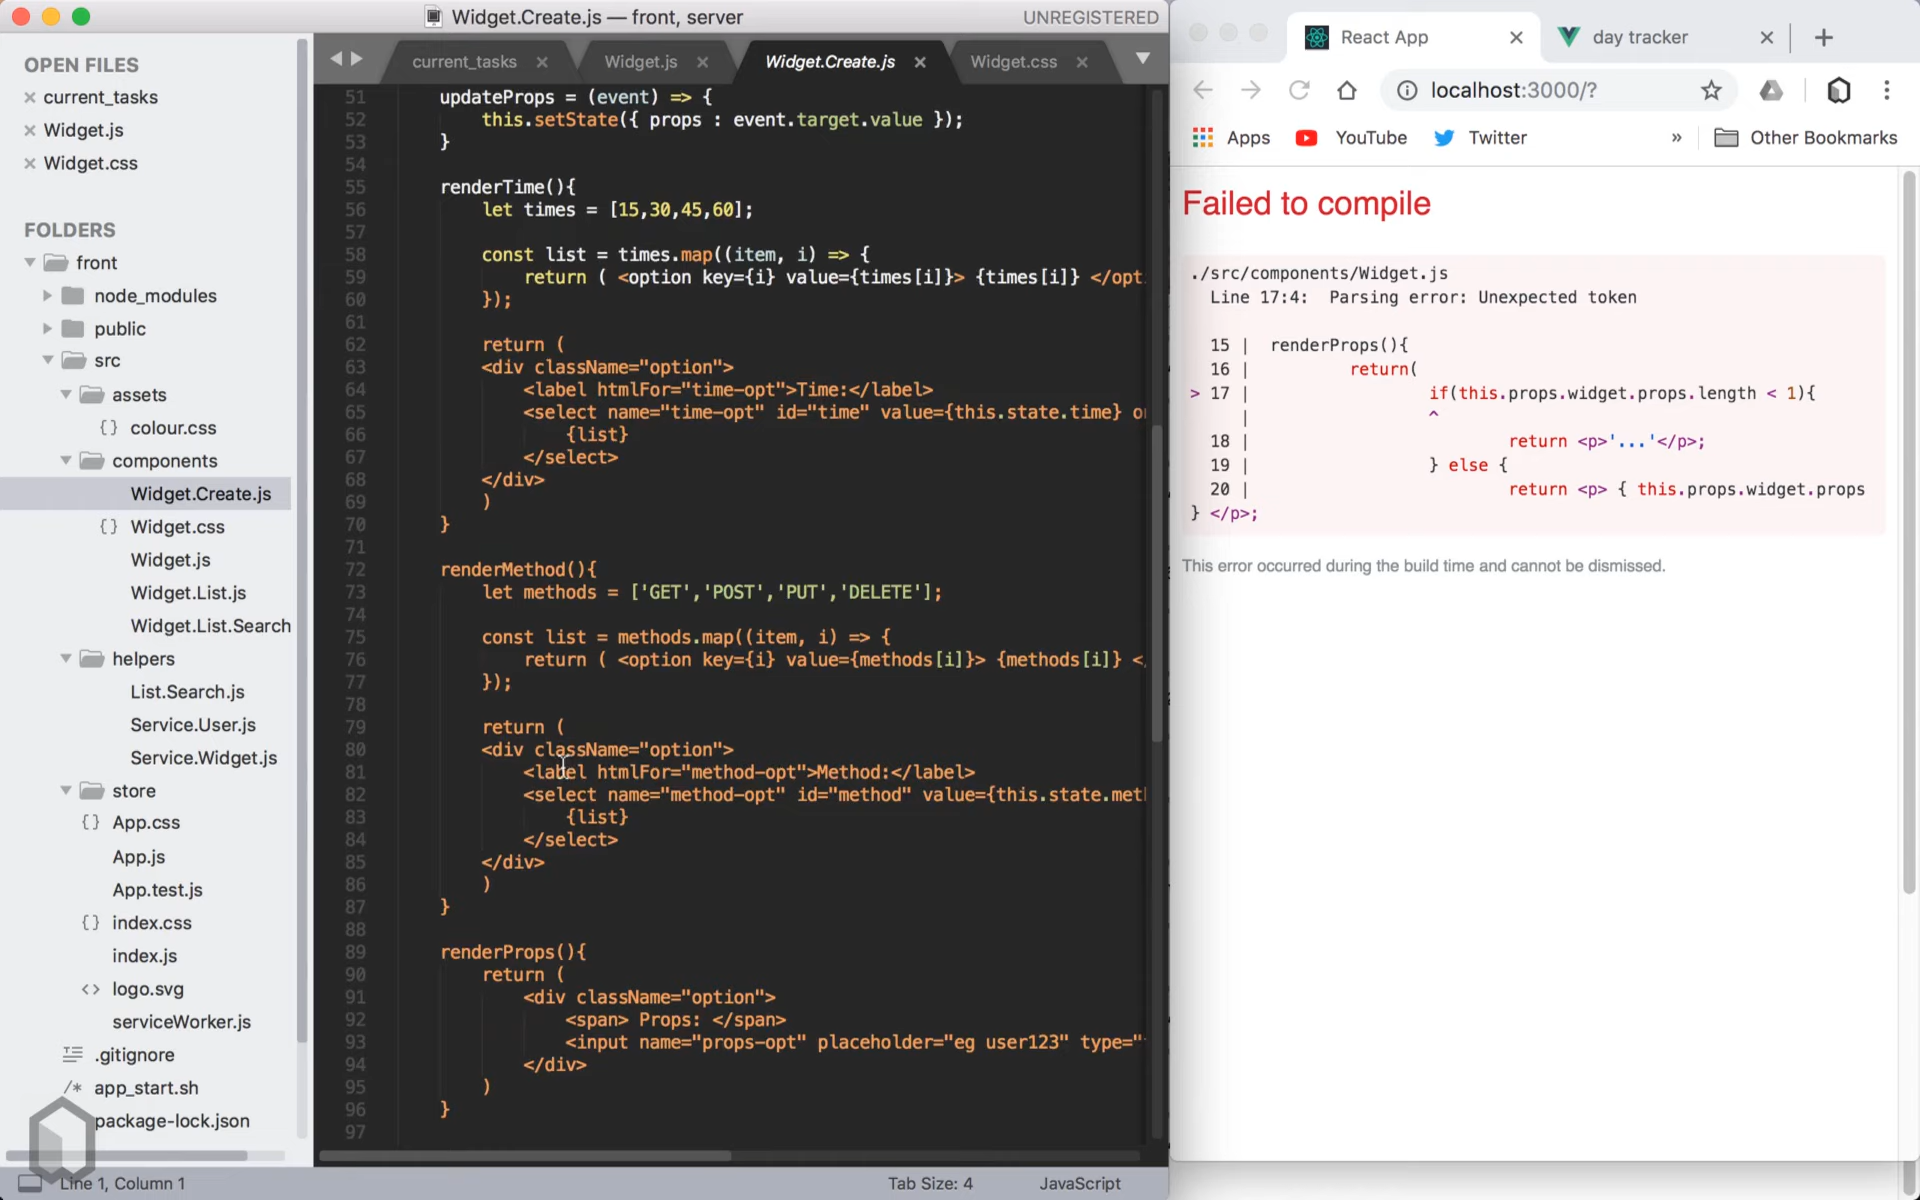 Widget.Create.js — front, server
UNREGISTERED
OPEN FILES
current_tasks
Widget.js
Widget.css
FOLDERS
front
node_modules
public
src
assets
{} colour.css
components
Widget.Create.js
{} Widget.css
Widget.js
Widget.List.js
Widget.List.Search
helpers
List.Search.js
Service.User.js
Service.Widget.js
store
{} App.css
App.js
App.test.js
{} index.css
index.js
<> logo.svg
serviceWorker.js
.gitignore
/* app_start.sh
package-lock.json
current_tasks
Widget.js
Widget.Create.js
Widget.css
51 updateProps = (event) => {
52 this.setState({ props : event.target.value });
53 }
54
55 renderTime(){
56 let times = [15,30,45,60];
57
58 const list = times.map((item, i) => {
59 return ( <option key={i} value={times[i]}> {times[i]} </opt
60 });
61
62 return (
63 <div className="option">
64 <label htmlFor="time-opt">Time:</label>
65 <select name="time-opt" id="time" value={this.state.time} o
66 {list}
67 </select>
68 </div>
69 )
70 }
71
72 renderMethod(){
73 let methods = ['GET','POST','PUT','DELETE'];
74
75 const list = methods.map((item, i) => {
76 return ( <option key={i} value={methods[i]}> {methods[i]} <
77 });
78
79 return (
80 <div className="option">
81 <label htmlFor="method-opt">Method:</label>
82 <select name="method-opt" id="method" value={this.state.met
83 {list}
84 </select>
85 </div>
86 )
87 }
88
89 renderProps(){
90 return (
91 <div className="option">
92 <span> Props: </span>
93 <input name="props-opt" placeholder="eg user123" type="
94 </div>
95 )
96 }
97
Line 1, Column 1
Tab Size: 4
JavaScript
React App
day tracker
localhost:3000/?
Apps
YouTube
Twitter
»
Other Bookmarks
Failed to compile
./src/components/Widget.js
Line 17:4: Parsing error: Unexpected token
15 | renderProps(){
16 | return(
> 17 | if(this.props.widget.props.length < 1){
| ^
18 | return <p>'...'</p>;
19 | } else {
20 | return <p> { this.props.widget.props
} </p>;
This error occurred during the build time and cannot be dismissed.